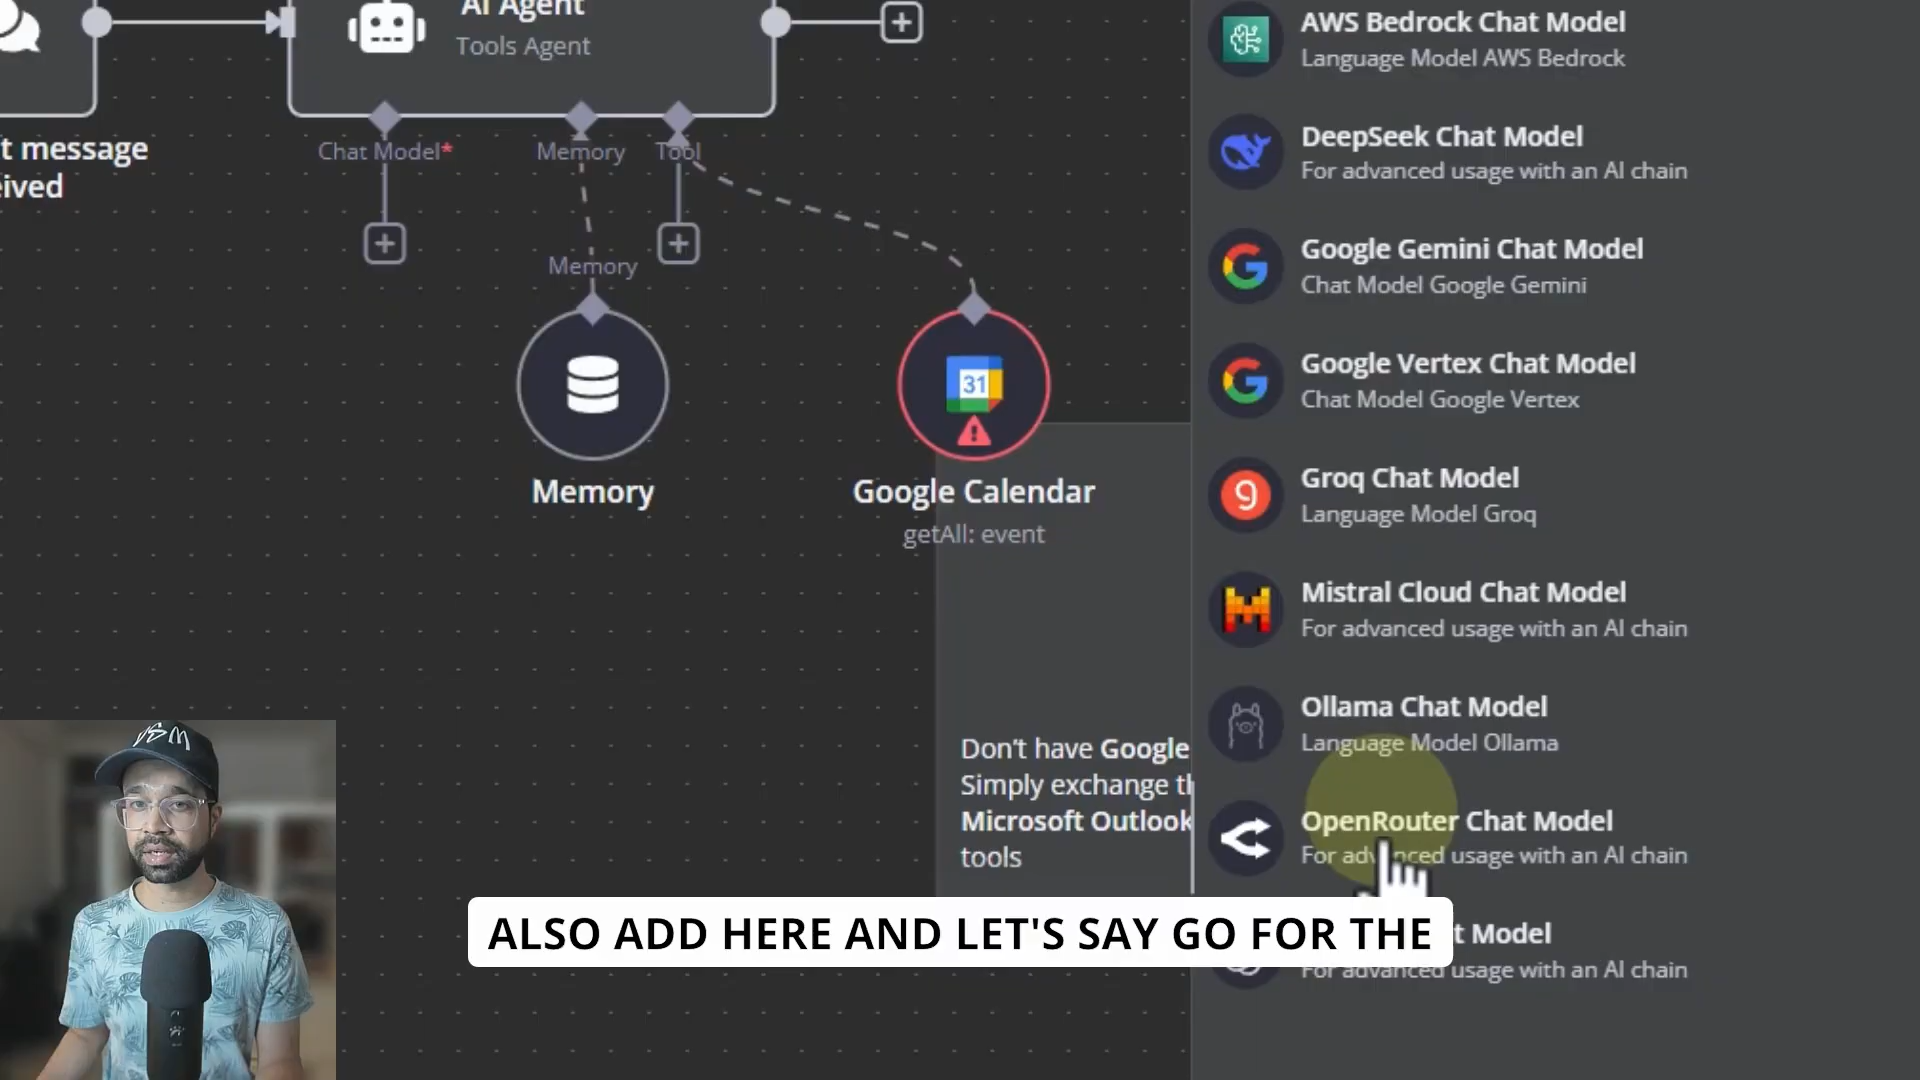 AI Agent
Tools Agent
t message
eived
Chat Model*
Memory
Tool
Memory
31
Memory
Google Calendar
getAll: event
Don't have Google
Simply exchange th
Microsoft Outlook
tools
AWS Bedrock Chat Model
Language Model AWS Bedrock
DeepSeek Chat Model
For advanced usage with an AI chain
Google Gemini Chat Model
Chat Model Google Gemini
Google Vertex Chat Model
Chat Model Google Vertex
Groq Chat Model
Language Model Groq
Mistral Cloud Chat Model
For advanced usage with an AI chain
Ollama Chat Model
Language Model Ollama
OpenRouter Chat Model
For advanced usage with an AI chain
t Model
For advanced usage with an AI chain
ALSO ADD HERE AND LET'S SAY GO FOR THE